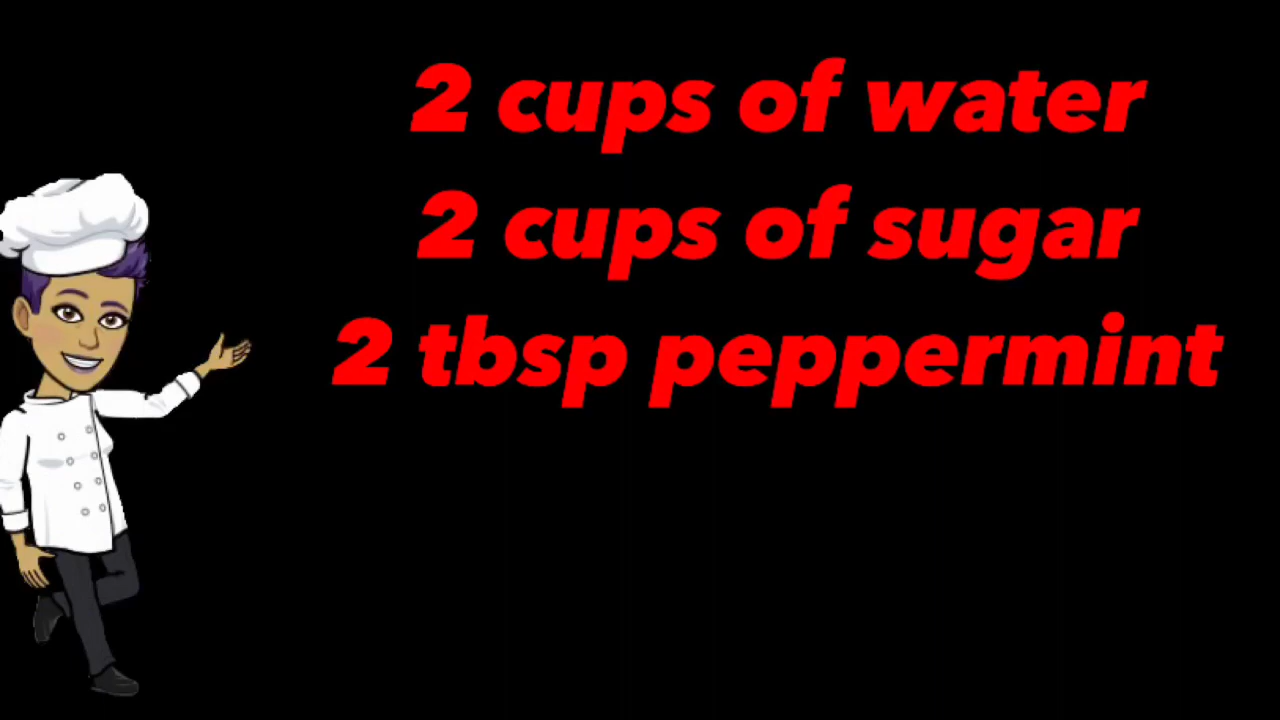 2 cups of water
2 cups of sugar
2 tbsp peppermint